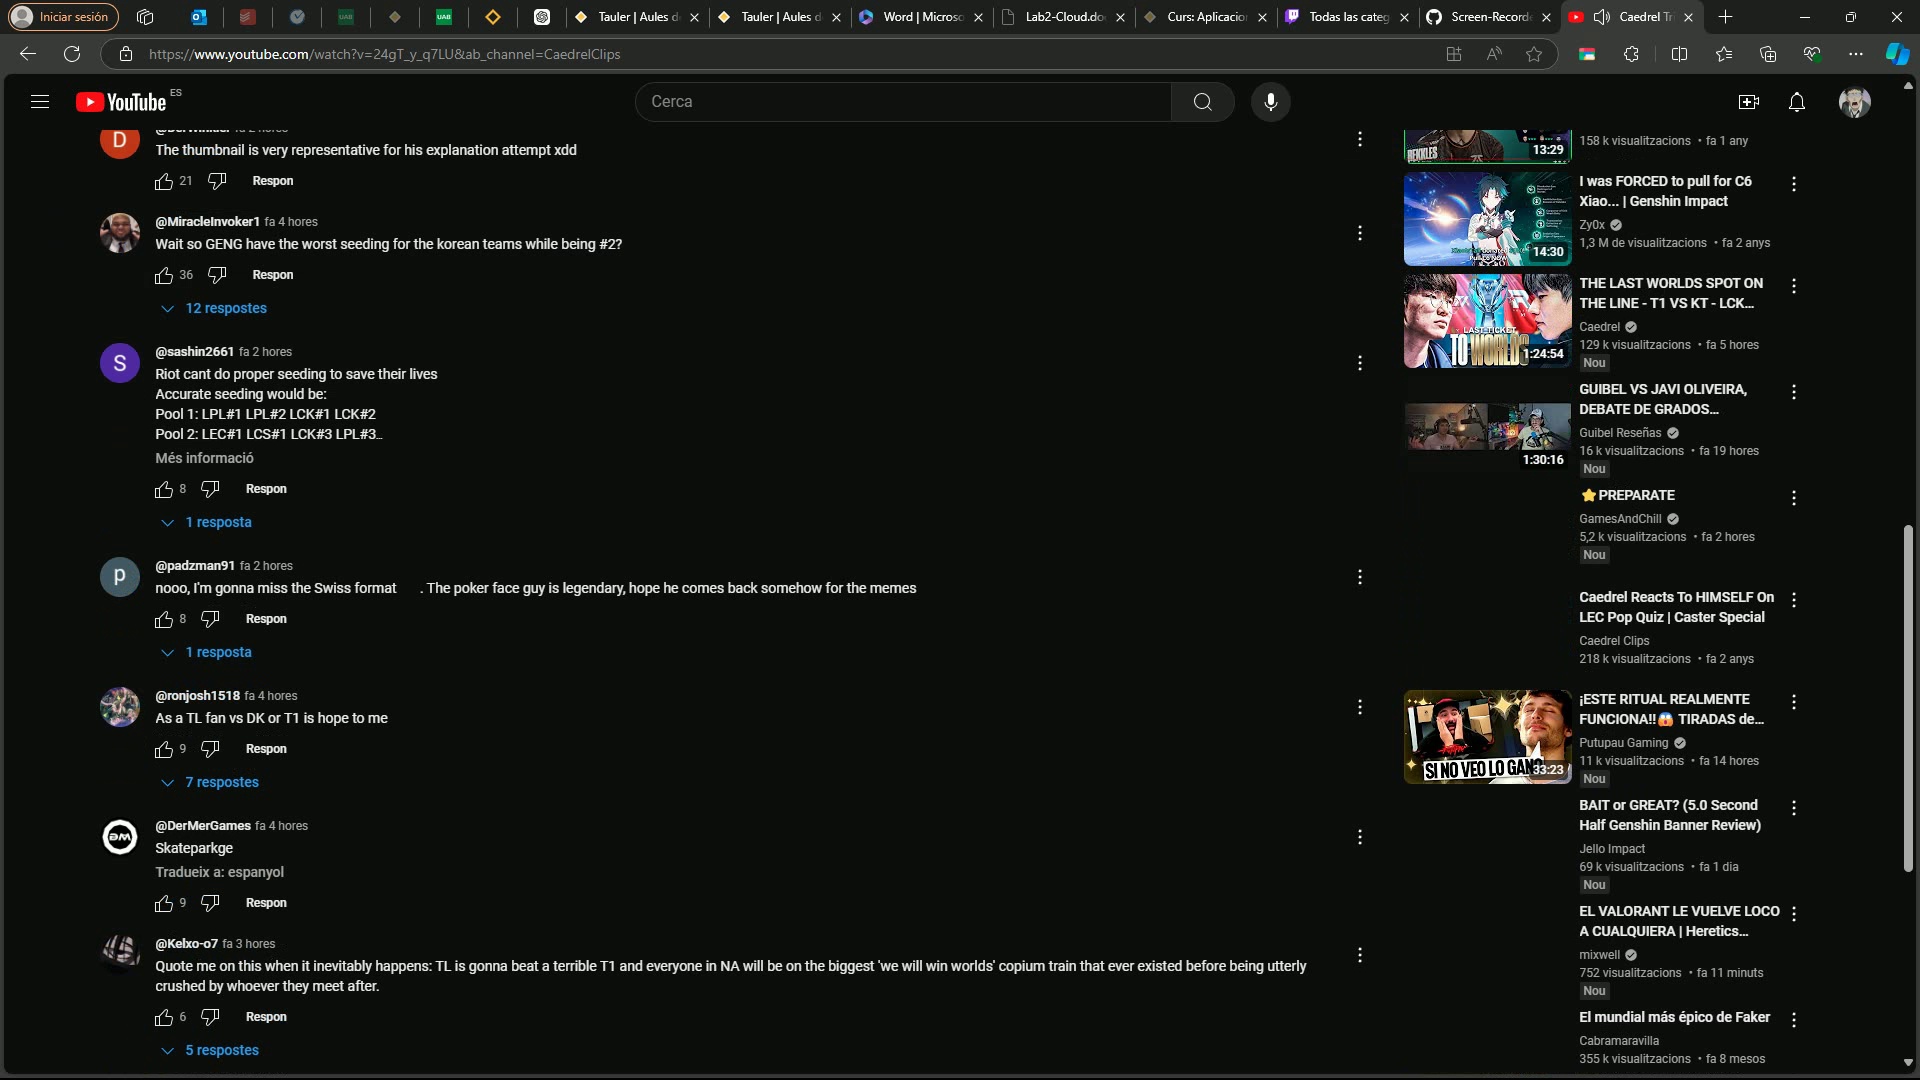 Iniciar sesión
UAB
UAB
Tauler | Aules d
Tauler | Aules d
Word | Microso
Lab2-Cloud.do
Curs: Aplicacion
Todas las categ
Screen-Recorde
Caedrel Tr
https://www.youtube.com/watch?v=24gT_y_q7LU&ab_channel=CaedrelClips
YouTube ES
Cerca
D
The thumbnail is very representative for his explanation attempt xdd
21 Respon
@MiracleInvoker1 fa 4 hores
Wait so GENG have the worst seeding for the korean teams while being #2?
36 Respon
12 respostes
S
@sashin2661 fa 2 hores
Riot cant do proper seeding to save their lives
Accurate seeding would be:
Pool 1: LPL#1 LPL#2 LCK#1 LCK#2
Pool 2: LEC#1 LCS#1 LCK#3 LPL#3...
Més informació
8 Respon
1 resposta
p
@padzman91 fa 2 hores
nooo, I'm gonna miss the Swiss format . The poker face guy is legendary, hope he comes back somehow for the memes
8 Respon
1 resposta
@ronjosh1518 fa 4 hores
As a TL fan vs DK or T1 is hope to me
9 Respon
7 respostes
DM
@DerMerGames fa 4 hores
Skateparkge
Tradueix a: espanyol
9 Respon
@Kelxo-o7 fa 3 hores
Quote me on this when it inevitably happens: TL is gonna beat a terrible T1 and everyone in NA will be on the biggest 'we will win worlds' copium train that ever existed before being utterly
crushed by whoever they meet after.
6 Respon
5 respostes
REKKLES
13:29
158 k visualitzacions • fa 1 any
14:30
I was FORCED to pull for C6
Xiao... | Genshin Impact
Zy0x
1,3 M de visualitzacions • fa 2 anys
LAST TICKET
TO WORLDS
1:24:54
THE LAST WORLDS SPOT ON
THE LINE - T1 VS KT - LCK...
Caedrel
129 k visualitzacions • fa 5 hores
Nou
1:30:16
GUIBEL VS JAVI OLIVEIRA,
DEBATE DE GRADOS...
Guibel Reseñas
16 k visualitzacions • fa 19 hores
Nou
⭐PREPARATE
GamesAndChill
5,2 k visualitzacions • fa 2 hores
Nou
Caedrel Reacts To HIMSELF On
LEC Pop Quiz | Caster Special
Caedrel Clips
218 k visualitzacions • fa 2 anys
SI NO VEO LO GANO
33:23
¡ESTE RITUAL REALMENTE
FUNCIONA!!😱 TIRADAS de...
Putupau Gaming
11 k visualitzacions • fa 14 hores
Nou
BAIT or GREAT? (5.0 Second
Half Genshin Banner Review)
Jello Impact
69 k visualitzacions • fa 1 dia
Nou
EL VALORANT LE VUELVE LOCO
A CUALQUIERA | Heretics...
mixwell
752 visualitzacions • fa 11 minuts
Nou
El mundial más épico de Faker
Cabramaravilla
355 k visualitzacions • fa 8 mesos